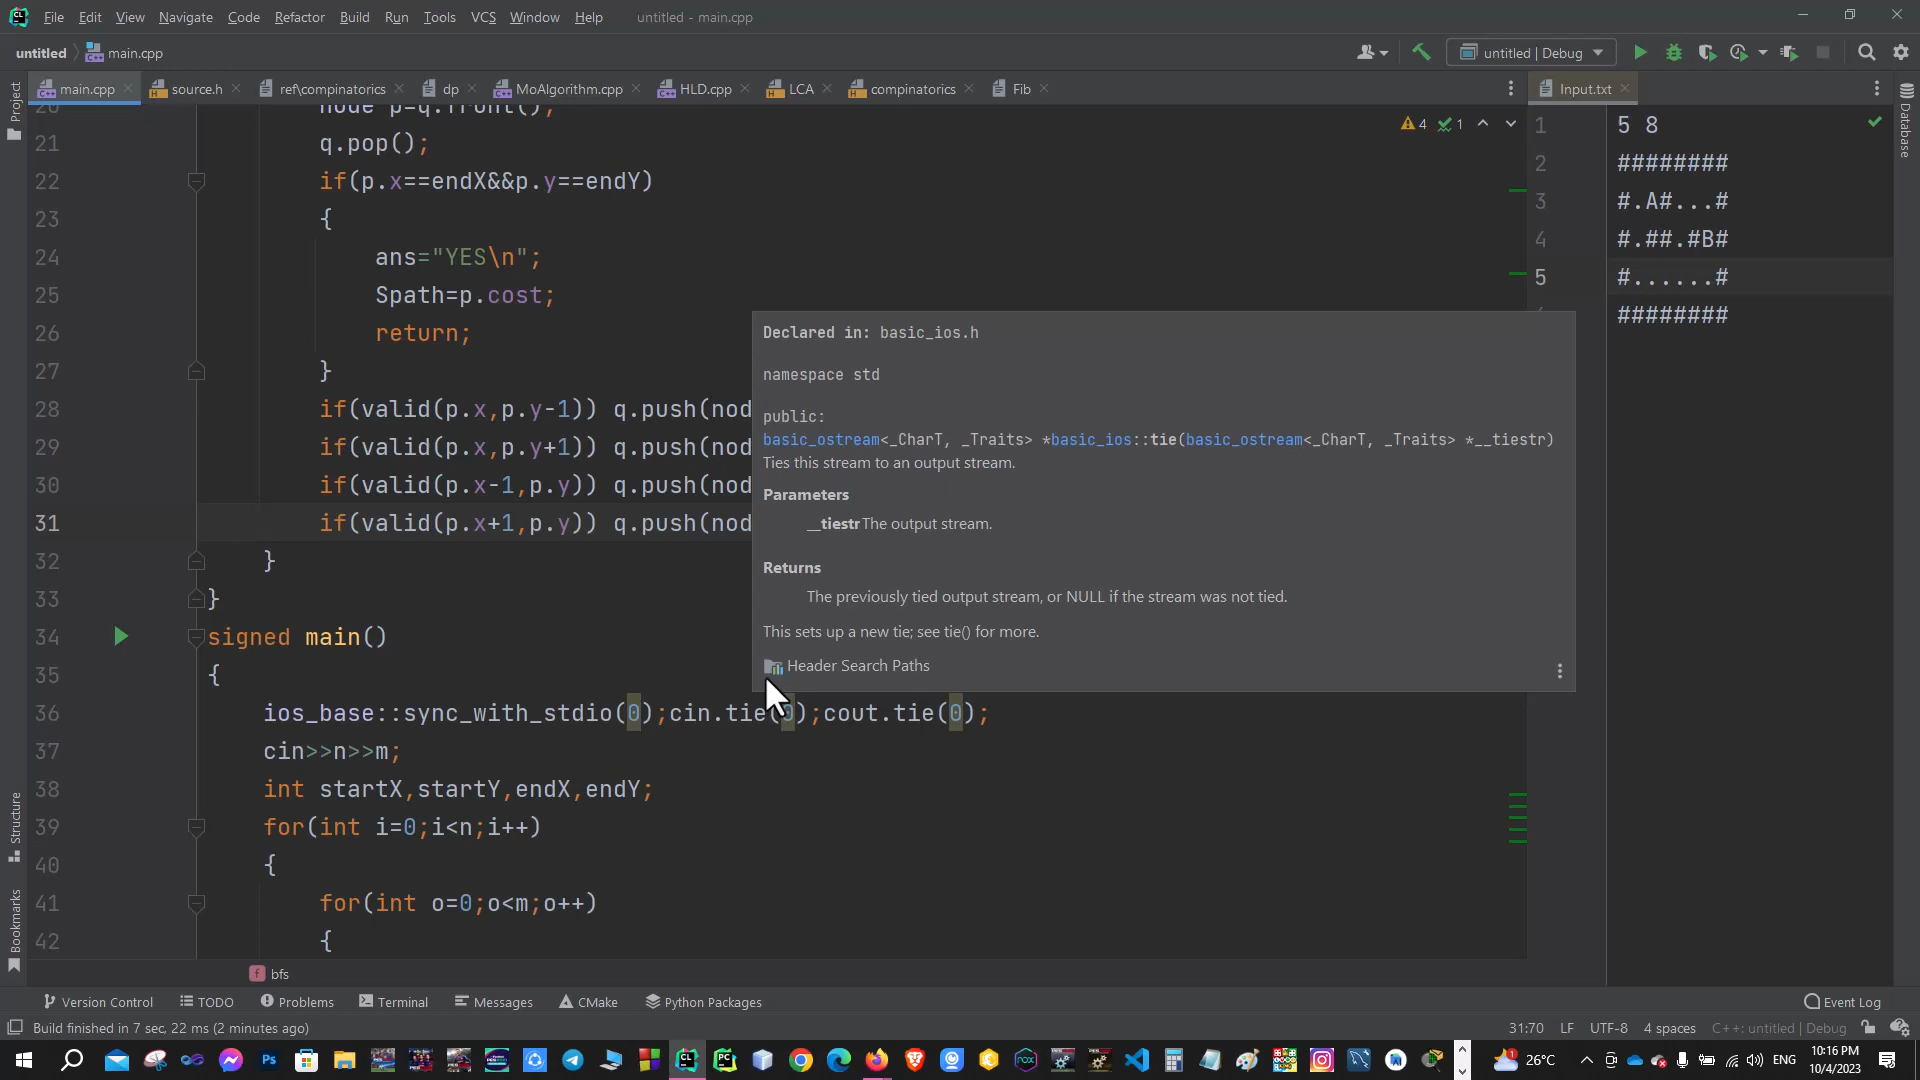 File Edit View Navigate Code Refactor Build Run Tools VCS Window Help untitled - main.cpp
untitled main.cpp untitled | Debug
main.cpp source.h ref\compinatorics dp MoAlgorithm.cpp HLD.cpp LCA compinatorics Fib Input.txt
Project
Structure
Bookmarks
Database
4 1
20 node p=q.front();
21 q.pop();
22 if(p.x==endX&&p.y==endY)
23 {
24 ans="YES\n";
25 Spath=p.cost;
26 return;
27 }
28 if(valid(p.x,p.y-1)) q.push(nod
29 if(valid(p.x,p.y+1)) q.push(nod
30 if(valid(p.x-1,p.y)) q.push(nod
31 if(valid(p.x+1,p.y)) q.push(nod
32 }
33 }
34 signed main()
35 {
36 ios_base::sync_with_stdio(0);cin.tie(0);cout.tie(0);
37 cin>>n>>m;
38 int startX,startY,endX,endY;
39 for(int i=0;i<n;i++)
40 {
41 for(int o=0;o<m;o++)
42 {
Declared in: basic_ios.h
namespace std
public:
basic_ostream<_CharT, _Traits> *basic_ios::tie(basic_ostream<_CharT, _Traits> *__tiestr)
Ties this stream to an output stream.
Parameters
__tiestr The output stream.
Returns
The previously tied output stream, or NULL if the stream was not tied.
This sets up a new tie; see tie() for more.
Header Search Paths
1 5 8
2 ########
3 #.A#...#
4 #.##.#B#
5 #......#
########
f bfs
Version Control TODO Problems Terminal Messages CMake Python Packages Event Log
Build finished in 7 sec, 22 ms (2 minutes ago) 31:70 LF UTF-8 4 spaces C++: untitled | Debug
26°C ENG 10:16 PM
10/4/2023